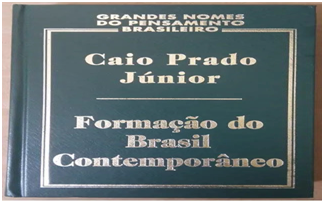 GRANDES NOMES
DO PENSAMENTO
BRASILEIRO
Caio Prado
Júnior
Formação do
Brasil
Contemporâneo